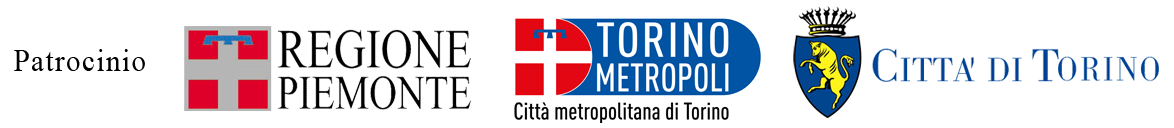 Patrocinio
REGIONE
PIEMONTE
TORINO
METROPOLI
Città metropolitana di Torino
CITTA' DI TORINO